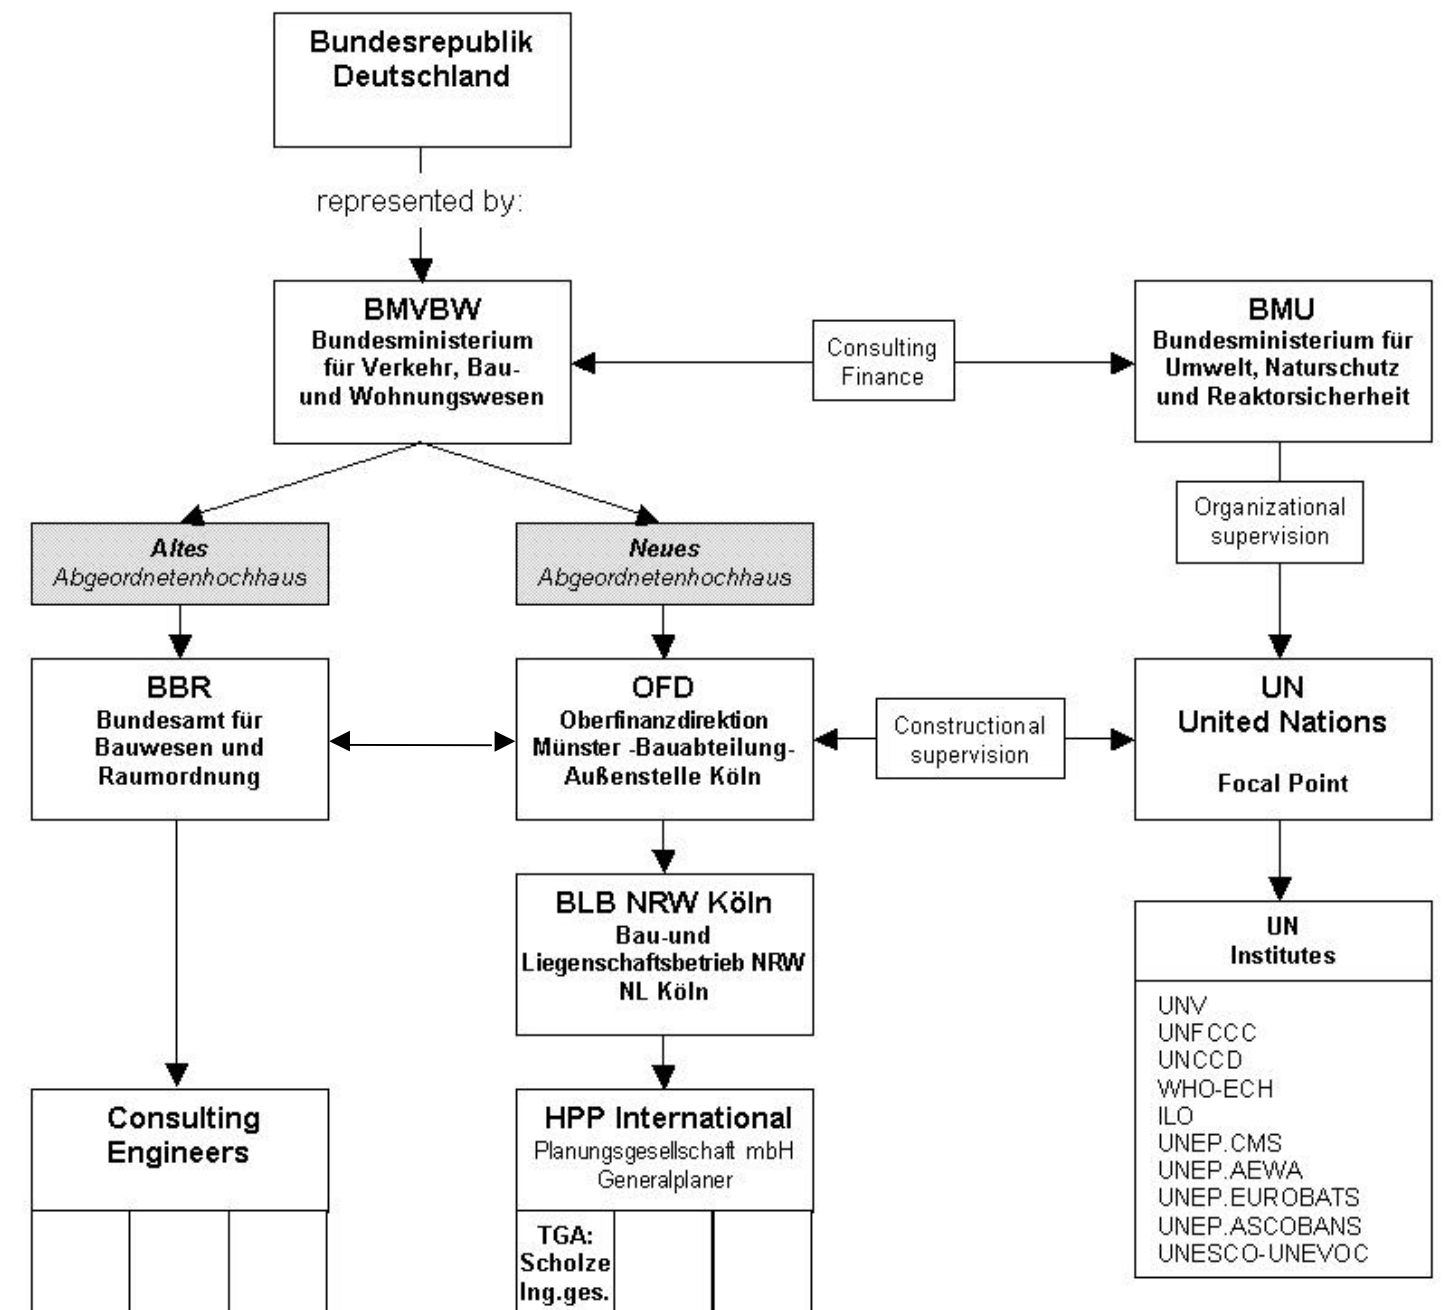 Bundesrepublik
Deutschland
represented by:
BMVBW
Bundesministerium
für Verkehr, Bau-
und Wohnungswesen
Consulting
Finance
BMU
Bundesministerium für
Umwelt, Naturschutz
und Reaktorsicherheit
Organizational
supervision
Altes
Abgeordnetenhochhaus
Neues
Abgeordnetenhochhaus
BBR
Bundesamt für
Bauwesen und
Raumordnung
OFD
Oberfinanzdirektion
Münster -Bauabteilung-
Außenstelle Köln
Constructional
supervision
UN
United Nations
Focal Point
BLB NRW Köln
Bau-und
Liegenschaftsbetrieb NRW
NL Köln
UN
Institutes
UNV
UNFCCC
UNCCD
WHO-ECH
ILO
UNEP.CMS
UNEP.AEWA
UNEP.EUROBATS
UNEP.ASCOBANS
UNESCO-UNEVOC
Consulting
Engineers
HPP International
Planungsgesellschaft mbH
Generalplaner
TGA:
Scholze
Ing.ges.